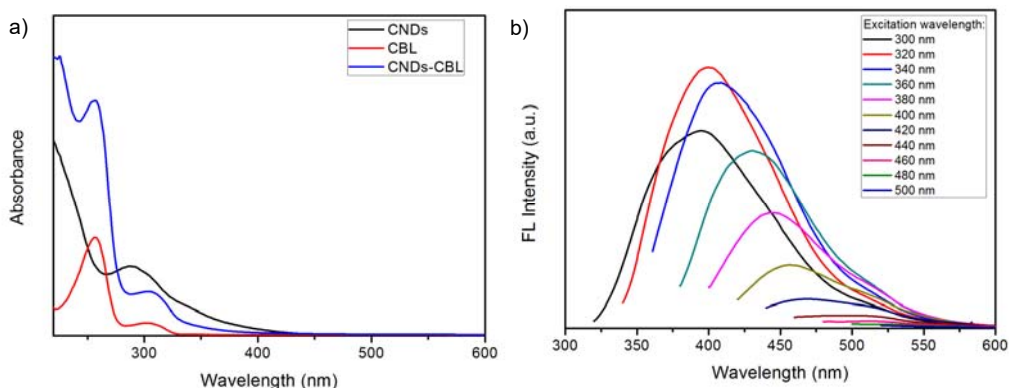 a)
CNDs
CBL
CNDs-CBL
Absorbance
300
400
500
600
Wavelength (nm)
b)
Excitation wavelength:
300 nm
320 nm
340 nm
360 nm
380 nm
400 nm
420 nm
440 nm
460 nm
480 nm
500 nm
FL Intensity (a.u.)
300
350
400
450
500
550
600
Wavelength (nm)